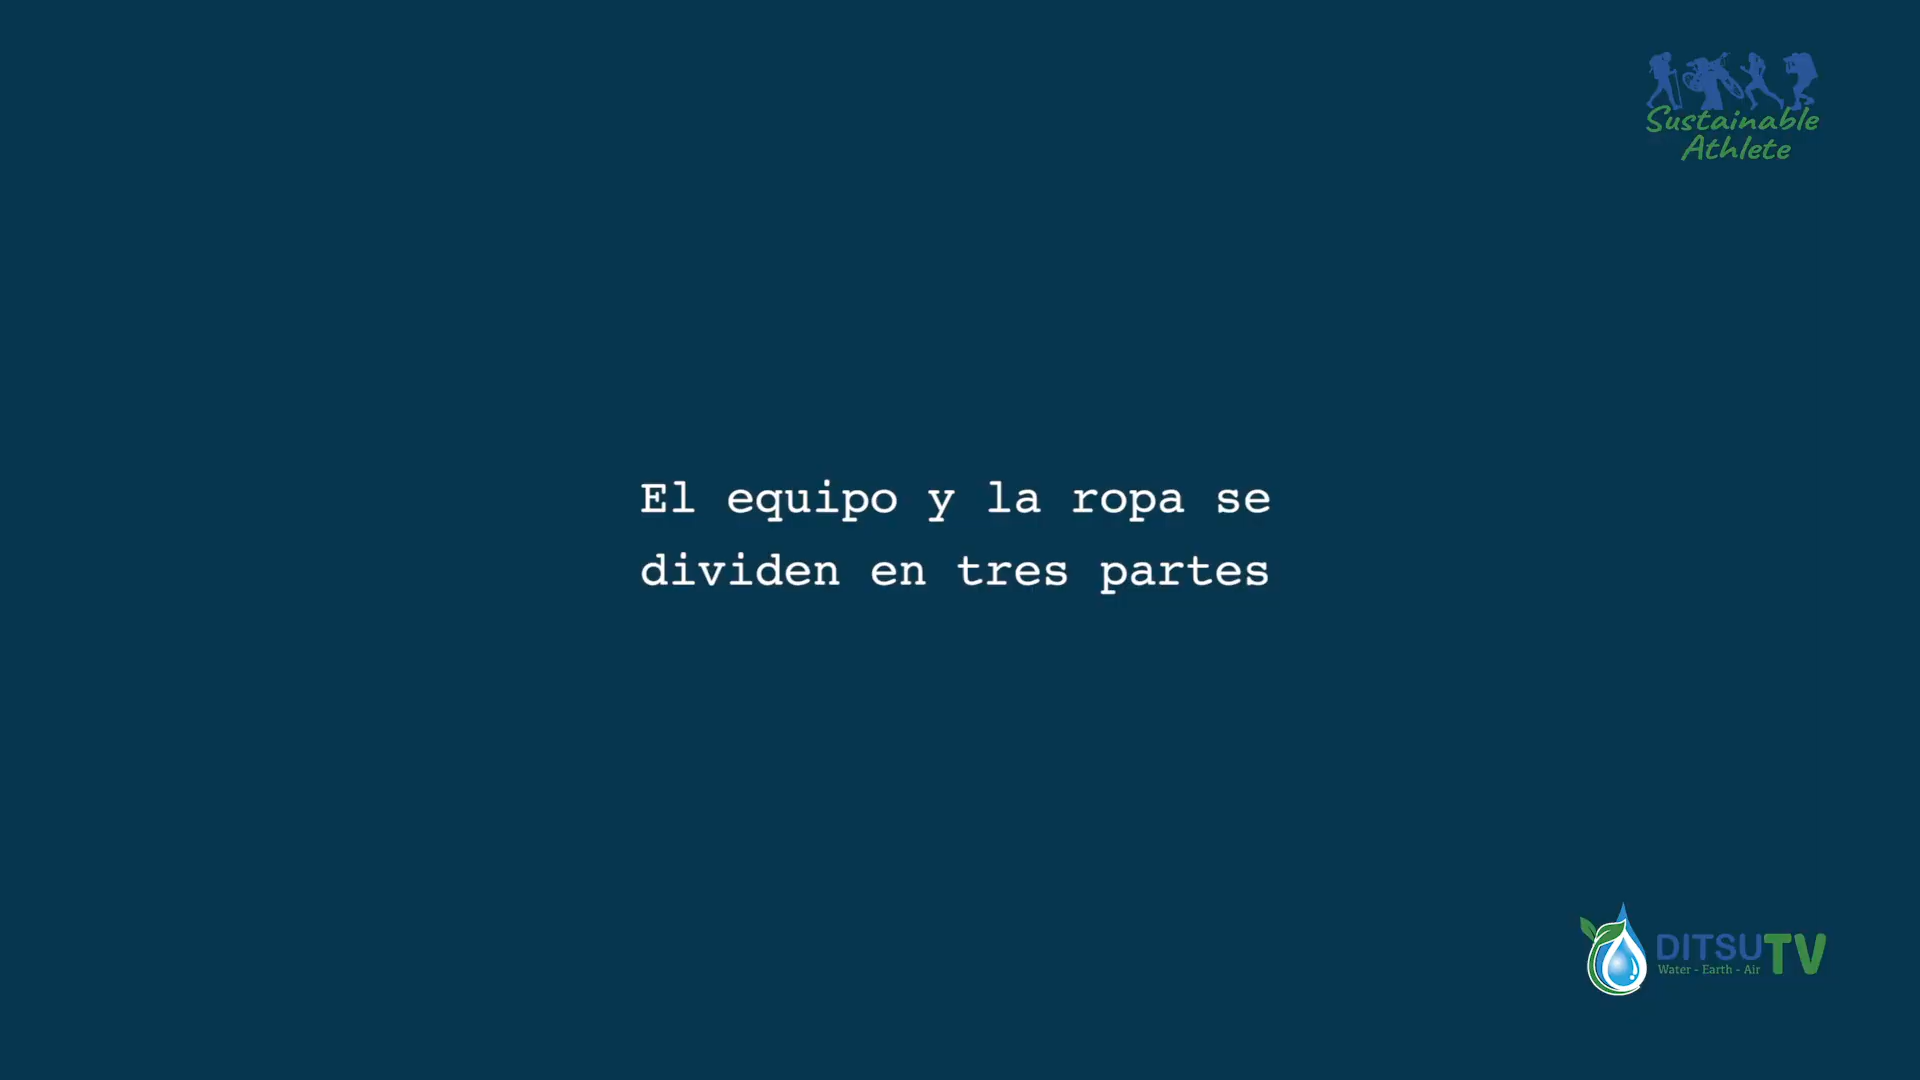 Sustainable
Athlete
El equipo y la ropa se
dividen en tres partes
DITSUTV
Water - Earth - Air